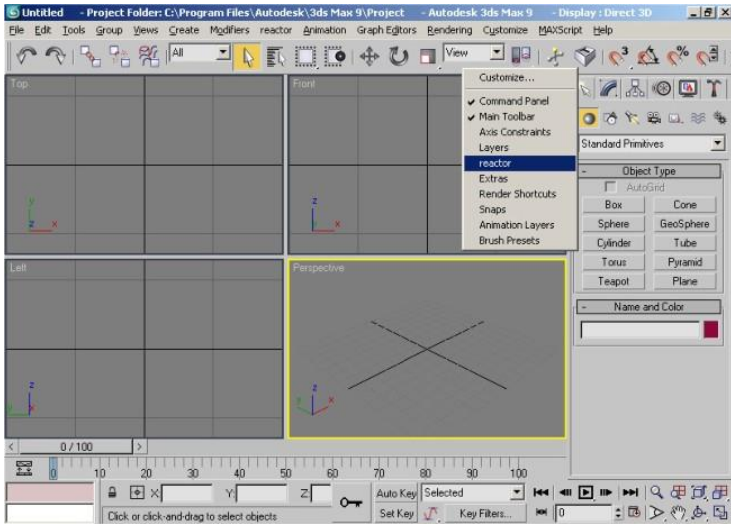 Untitled - Project Folder: C:\Program Files\Autodesk\3ds Max 9\Project - Autodesk 3ds Max 9 - Display : Direct 3D
File Edit Tools Group Views Create Modifiers reactor Animation Graph Editors Rendering Customize MAXScript Help
All
View
Top
Front
Customize...
Command Panel
Main Toolbar
Axis Constraints
Layers
reactor
Extras
Render Shortcuts
Snaps
Animation Layers
Brush Presets
Standard Primitives
- Object Type
AutoGrid
Box Cone
Sphere GeoSphere
Cylinder Tube
Torus Pyramid
Teapot Plane
- Name and Color
y
z x
z
x
Left
Perspective
z
y
z
y x
< 0 / 100 >
0 10 20 30 40 50 60 70 80 90 100
X: Y: Z:
Auto Key Selected
Click or click-and-drag to select objects
Set Key Key Filters...
0